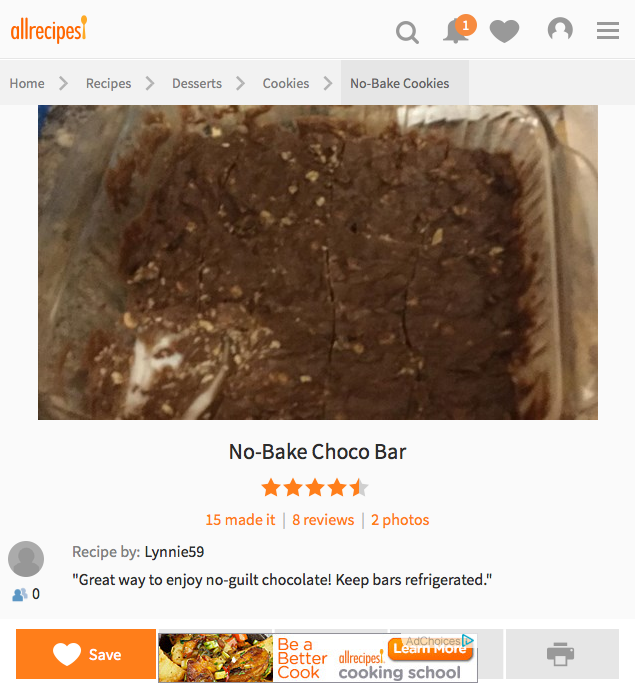 allrecipes!
1
Home Recipes Desserts Cookies No-Bake Cookies
No-Bake Choco Bar
15 made it | 8 reviews | 2 photos
Recipe by: Lynnie59
0
"Great way to enjoy no-guilt chocolate! Keep bars refrigerated."
Save
Be a
Better
Cook
allrecipes!
AdChoices
Learn More
cooking school